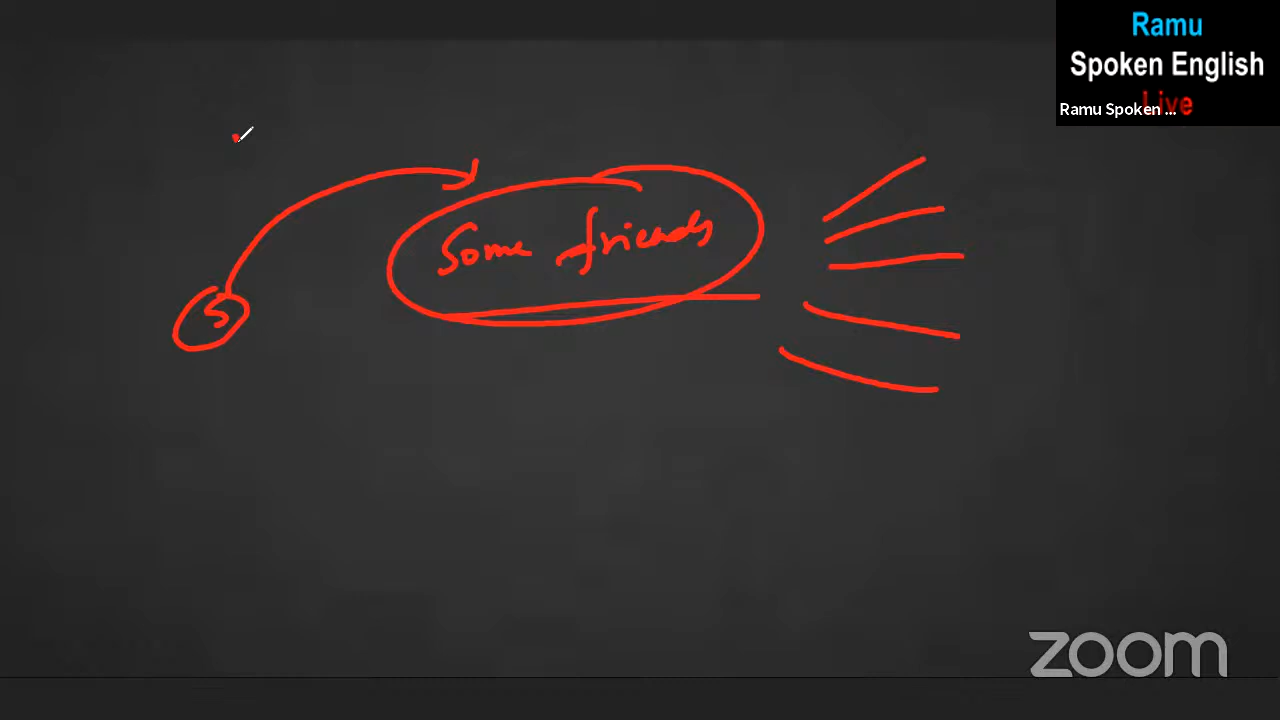 Ramu
Spoken English
Live
Ramu Spoken ...
Some friends
S
zoom